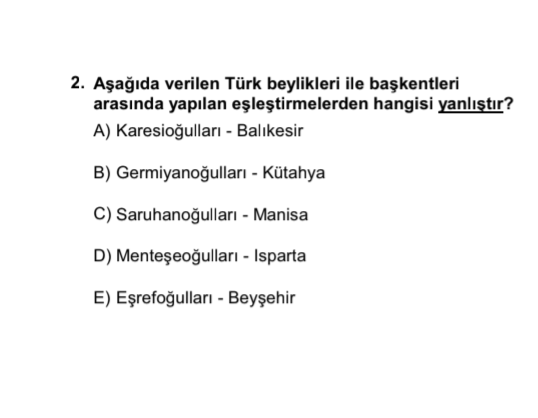 2. Aşağıda verilen Türk beylikleri ile başkentleri
arasında yapılan eşleştirmelerden hangisi yanlıştır?
A) Karesioğulları - Balıkesir
B) Germiyanoğulları - Kütahya
C) Saruhanoğulları - Manisa
D) Menteşeoğulları - Isparta
E) Eşrefoğulları - Beyşehir